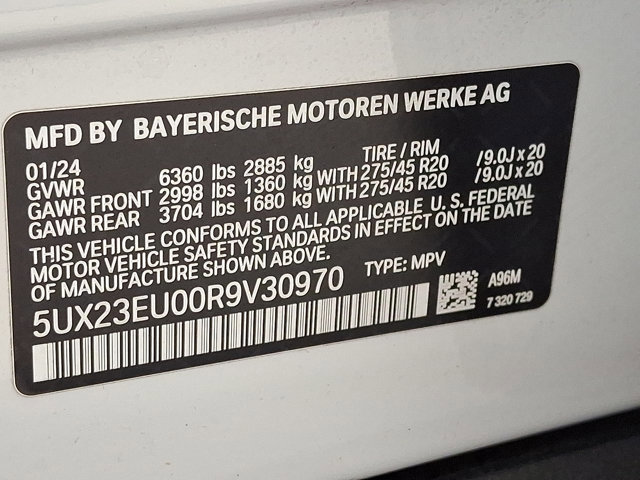 MFD BY BAYERISCHE MOTOREN WERKE AG
01/24 TIRE / RIM
GVWR 6360 lbs 2885 kg
GAWR FRONT 2998 lbs 1360 kg WITH 275/45 R20 /9.0J x 20
GAWR REAR 3704 lbs 1680 kg WITH 275/45 R20 /9.0J x 20
THIS VEHICLE CONFORMS TO ALL APPLICABLE U. S. FEDERAL
MOTOR VEHICLE SAFETY STANDARDS IN EFFECT ON THE DATE
OF MANUFACTURE SHOWN ABOVE.
5UX23EU00R9V30970 TYPE: MPV
A96M
7 320 729